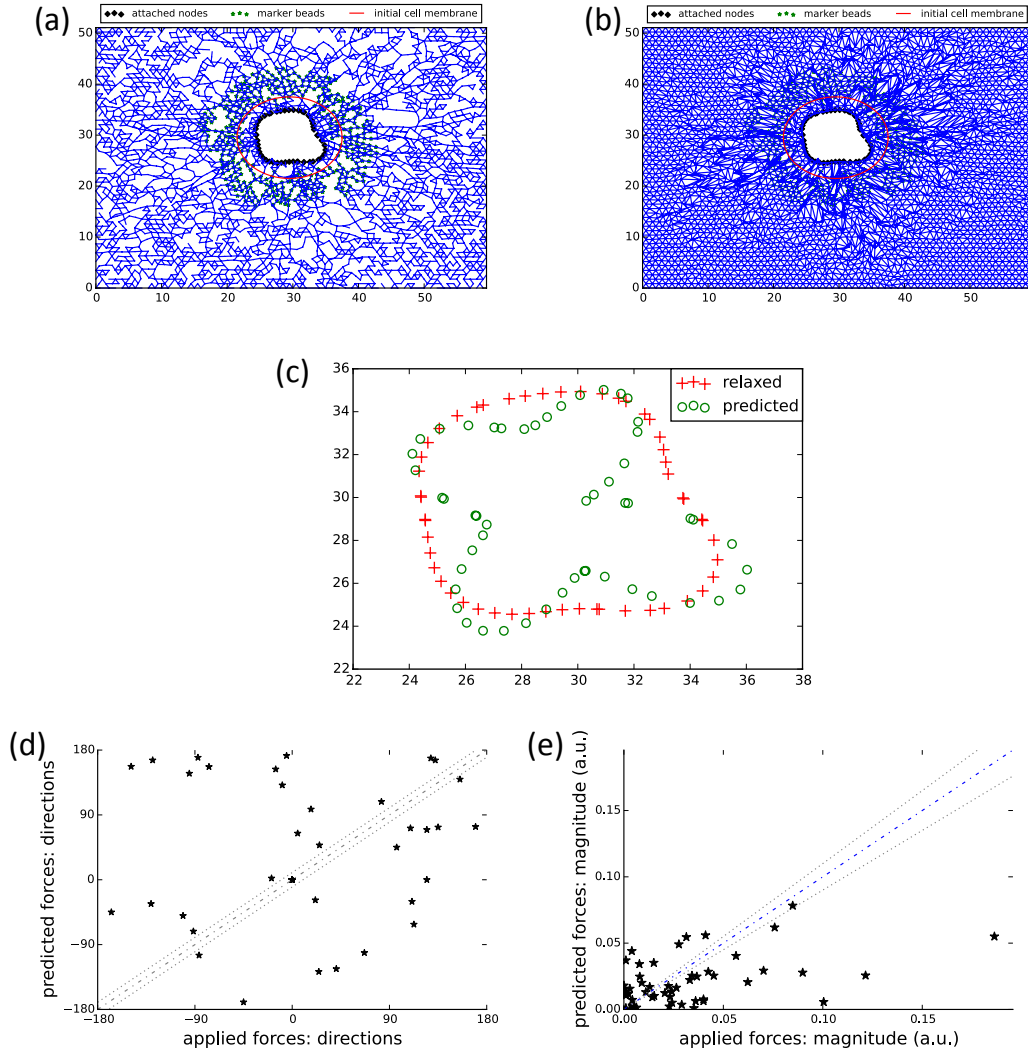 (a)
attached nodes marker beads initial cell membrane
50
40
30
20
10
0
0 10 20 30 40 50
(b)
attached nodes marker beads initial cell membrane
50
40
30
20
10
0
0 10 20 30 40 50
(c)
36
34
32
30
28
26
24
22
22 24 26 28 30 32 34 36 38
relaxed
predicted
(d)
predicted forces: directions
180
90
0
−90
−180
−180 −90 0 90 180
applied forces: directions
(e)
predicted forces: magnitude (a.u.)
0.15
0.10
0.05
0.00
0.00 0.05 0.10 0.15
applied forces: magnitude (a.u.)